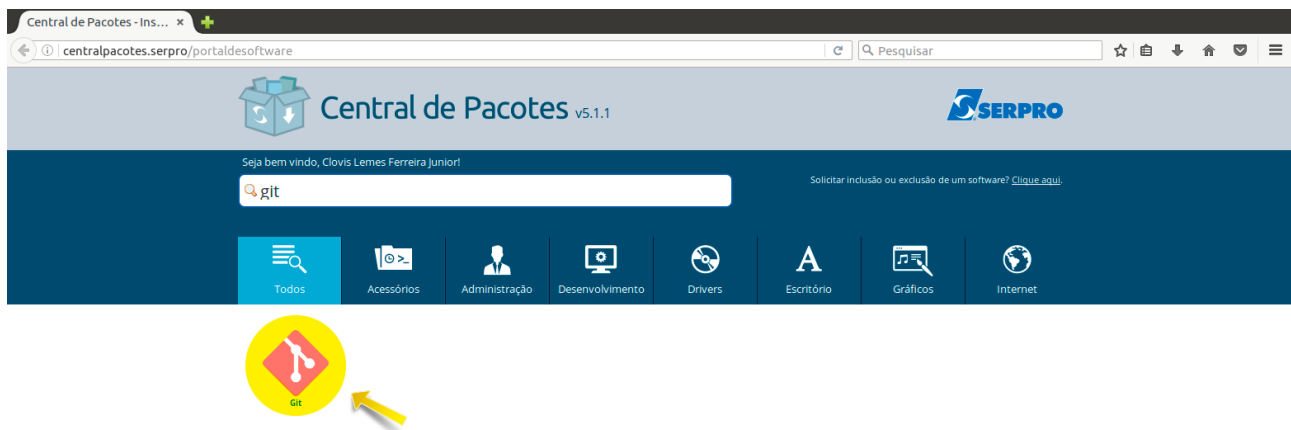 Central de Pacotes - Ins... ×
centralpacotes.serpro/portaldesoftware
Pesquisar
Central de Pacotes v5.1.1
SERPRO
Seja bem vindo, Clovis Lemes Ferreira Junior!
git
Solicitar inclusão ou exclusão de um software? Clique aqui.
Todos
Acessórios
Administração
Desenvolvimento
Drivers
Escritório
Gráficos
Internet
Git